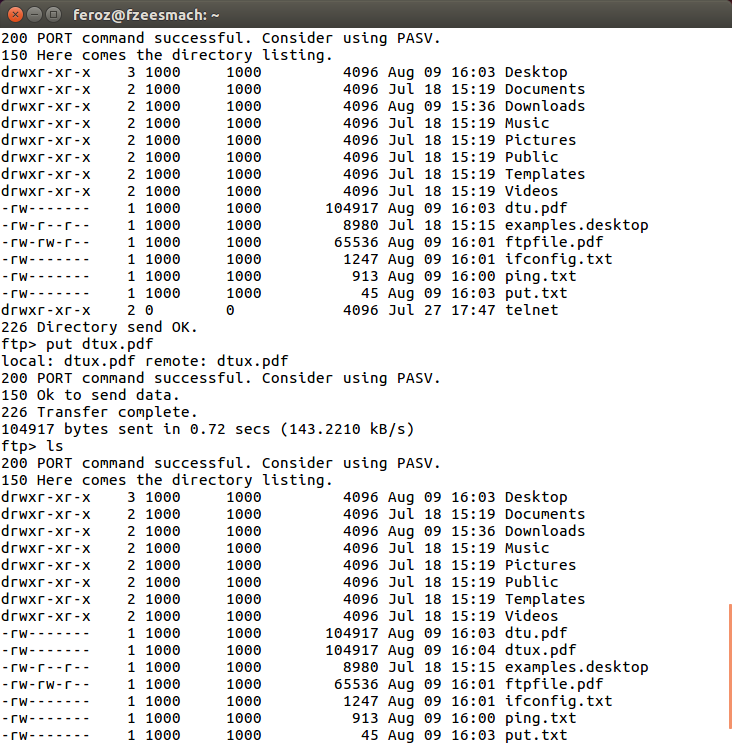 feroz@fzeesmach: ~
200 PORT command successful. Consider using PASV.
150 Here comes the directory listing.
drwxr-xr-x    3 1000     1000         4096 Aug 09 16:03 Desktop
drwxr-xr-x    2 1000     1000         4096 Jul 18 15:19 Documents
drwxr-xr-x    2 1000     1000         4096 Aug 09 15:36 Downloads
drwxr-xr-x    2 1000     1000         4096 Jul 18 15:19 Music
drwxr-xr-x    2 1000     1000         4096 Jul 18 15:19 Pictures
drwxr-xr-x    2 1000     1000         4096 Jul 18 15:19 Public
drwxr-xr-x    2 1000     1000         4096 Jul 18 15:19 Templates
drwxr-xr-x    2 1000     1000         4096 Jul 18 15:19 Videos
-rw-------    1 1000     1000       104917 Aug 09 16:03 dtu.pdf
-rw-r--r--    1 1000     1000         8980 Jul 18 15:15 examples.desktop
-rw-rw-r--    1 1000     1000        65536 Aug 09 16:01 ftpfile.pdf
-rw-------    1 1000     1000         1247 Aug 09 16:01 ifconfig.txt
-rw-------    1 1000     1000          913 Aug 09 16:00 ping.txt
-rw-------    1 1000     1000           45 Aug 09 16:03 put.txt
drwxr-xr-x    2 0        0            4096 Jul 27 17:47 telnet
226 Directory send OK.
ftp> put dtux.pdf
local: dtux.pdf remote: dtux.pdf
200 PORT command successful. Consider using PASV.
150 Ok to send data.
226 Transfer complete.
104917 bytes sent in 0.72 secs (143.2210 kB/s)
ftp> ls
200 PORT command successful. Consider using PASV.
150 Here comes the directory listing.
drwxr-xr-x    3 1000     1000         4096 Aug 09 16:03 Desktop
drwxr-xr-x    2 1000     1000         4096 Jul 18 15:19 Documents
drwxr-xr-x    2 1000     1000         4096 Aug 09 15:36 Downloads
drwxr-xr-x    2 1000     1000         4096 Jul 18 15:19 Music
drwxr-xr-x    2 1000     1000         4096 Jul 18 15:19 Pictures
drwxr-xr-x    2 1000     1000         4096 Jul 18 15:19 Public
drwxr-xr-x    2 1000     1000         4096 Jul 18 15:19 Templates
drwxr-xr-x    2 1000     1000         4096 Jul 18 15:19 Videos
-rw-------    1 1000     1000       104917 Aug 09 16:03 dtu.pdf
-rw-------    1 1000     1000       104917 Aug 09 16:04 dtux.pdf
-rw-r--r--    1 1000     1000         8980 Jul 18 15:15 examples.desktop
-rw-rw-r--    1 1000     1000        65536 Aug 09 16:01 ftpfile.pdf
-rw-------    1 1000     1000         1247 Aug 09 16:01 ifconfig.txt
-rw-------    1 1000     1000          913 Aug 09 16:00 ping.txt
-rw-------    1 1000     1000           45 Aug 09 16:03 put.txt